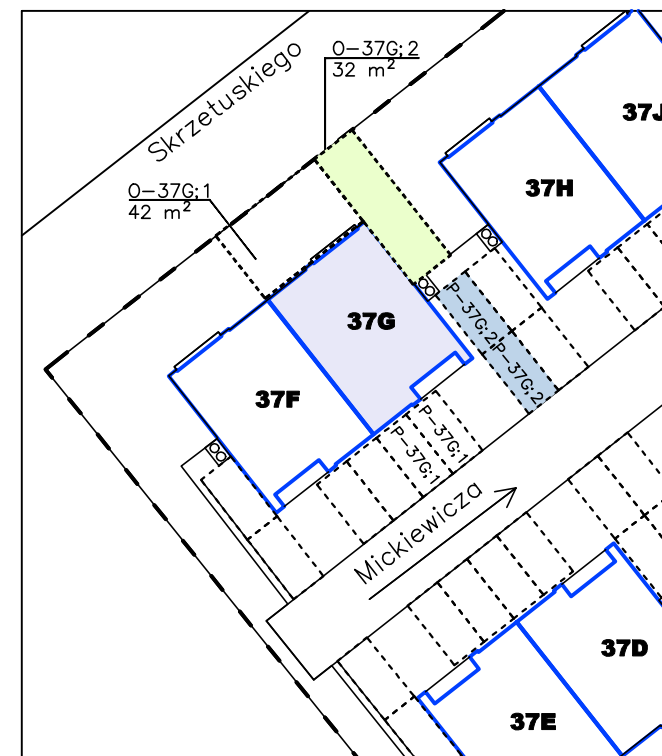 Skrzetuskiego
O-37G;2
32 m²
O-37G;1
42 m²
37J
37H
37G
37F
P-37G;2
P-37G;2
P-37G;1
P-37G;1
Mickiewicza
37D
37E